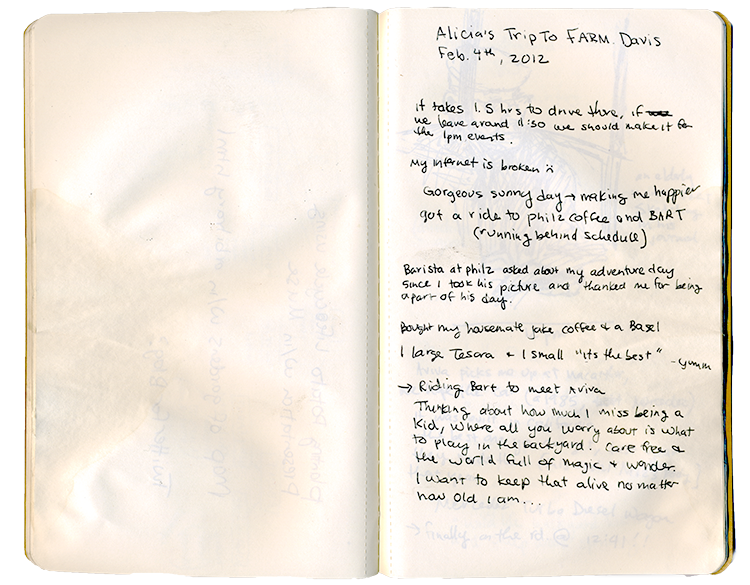 Alicia's Trip To FARM. Davis
Feb. 4th, 2012
it takes 1.5 hrs to drive there, if
we leave around 11:30 we should make it for
the 1pm events.
My internet is broken :(
Gorgeous sunny day → making me happier
got a ride to philz coffee and BART
(running behind schedule)
Barista at philz asked about my adventure day
since I took his picture and thanked me for being
a part of his day.
Bought my housemate Jake coffee & a Basel
1 large Tesora & 1 small "its the best" - yumm
→ Riding Bart to meet Aviva
Thinking about how much I miss being a
kid, where all you worry about is what
to play in the backyard. Care free &
the world full of magic & wonder.
I want to keep that alive no matter
how old I am...
→ finally on the rd. @ 12:41!!